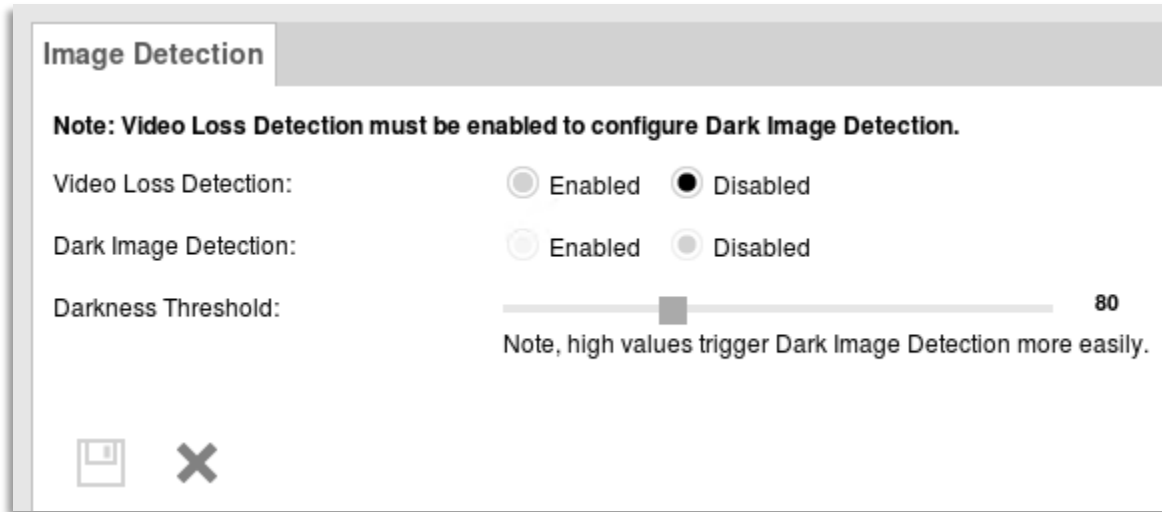 Image Detection
Note: Video Loss Detection must be enabled to configure Dark Image Detection.
Video Loss Detection: Enabled Disabled
Dark Image Detection: Enabled Disabled
Darkness Threshold: 80
Note, high values trigger Dark Image Detection more easily.